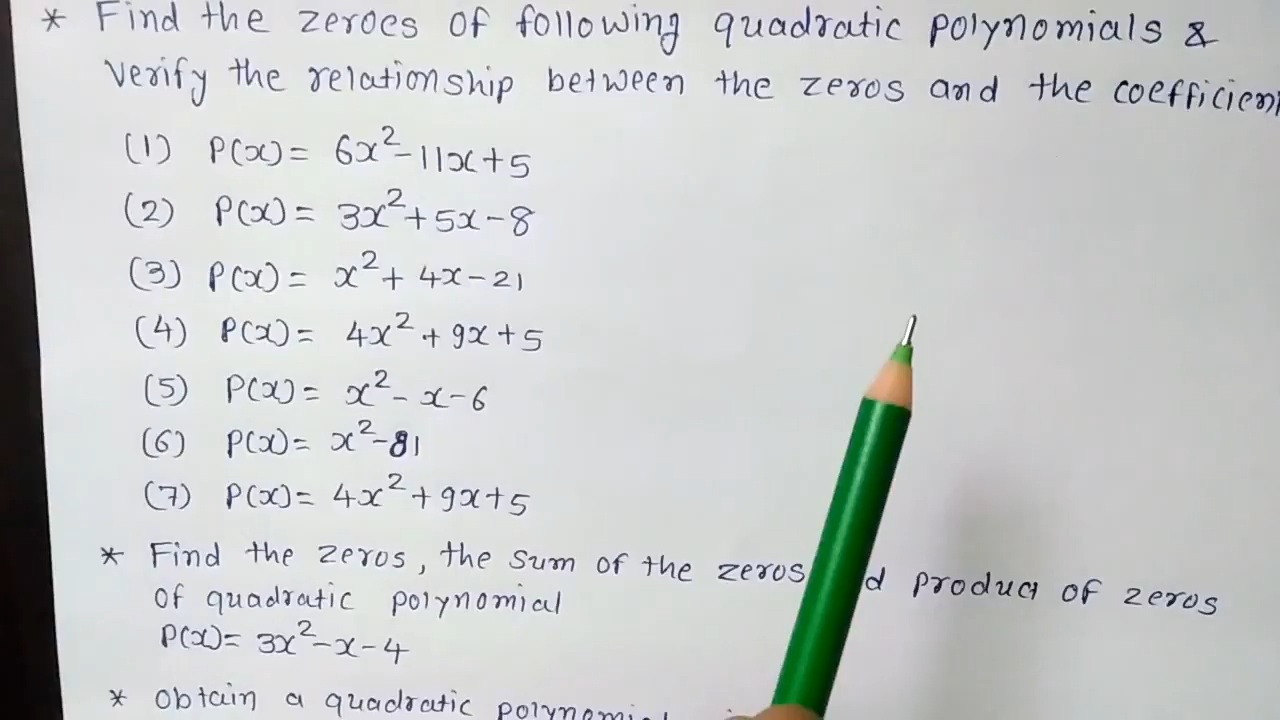 * Find the zeroes of following quadratic polynomials &
Verify the relationship between the zeros and the coefficien
(1) P(x) = 6x²-11x+5
(2) P(x) = 3x²+5x-8
(3) P(x) = x²+ 4x-21
(4) P(x) = 4x²+9x+5
(5) P(x) = x²-x-6
(6) P(x) = x²-81
(7) P(x) = 4x²+9x+5
* Find the zeros, the sum of the zeros d product of zeros
of quadratic polynomial
P(x) = 3x²-x-4
* Obtain a quadratic polynomial